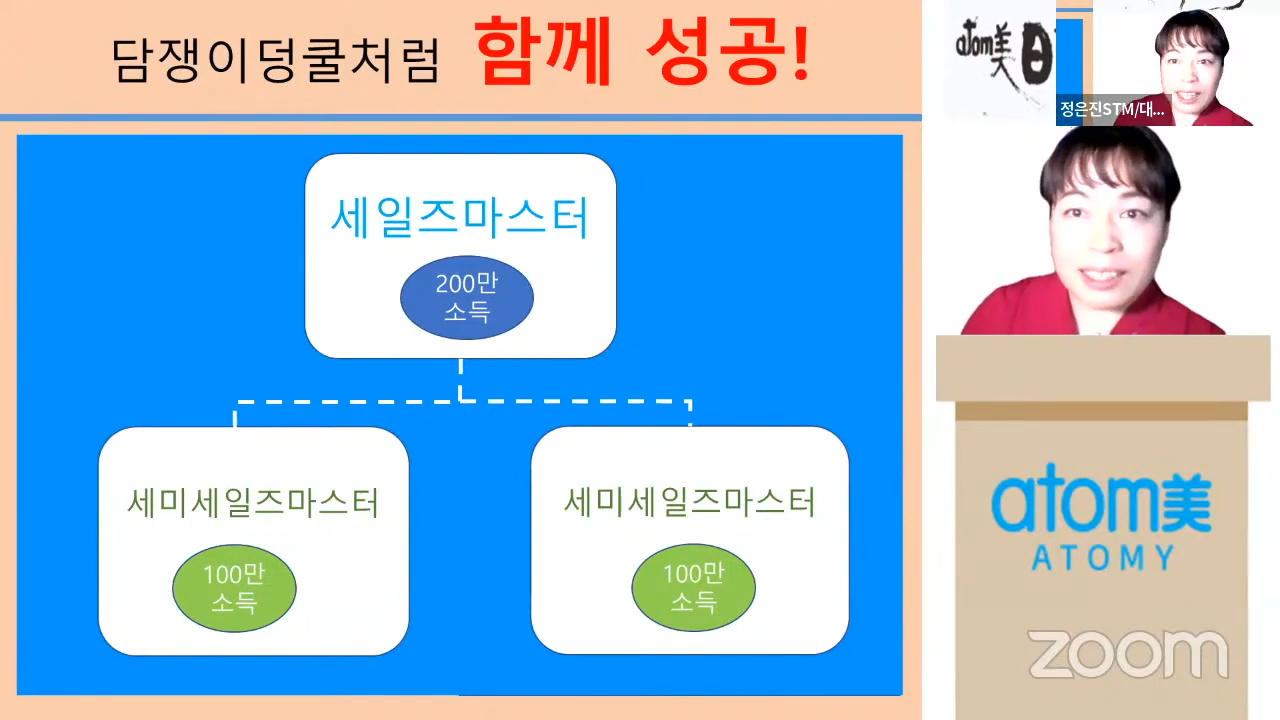 담쟁이덩쿨처럼 함께 성공!
세일즈마스터
200만
소득
세미세일즈마스터
100만
소득
세미세일즈마스터
100만
소득
atom美
정은진STM/대...
atom美
ATOMY
zoom